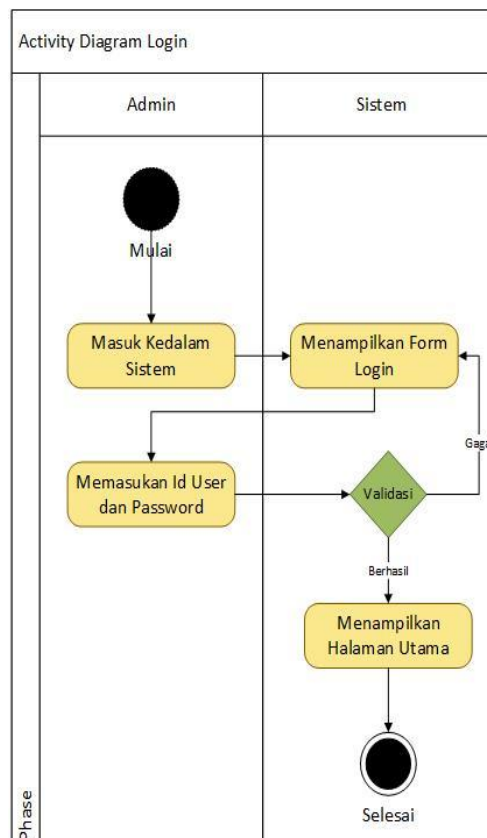 Activity Diagram Login
Admin
Sistem
Mulai
Masuk Kedalam
Sistem
Menampilkan Form
Login
Gaga
Memasukan Id User
dan Password
Validasi
Berhasil
Menampilkan
Halaman Utama
Selesai
Phase